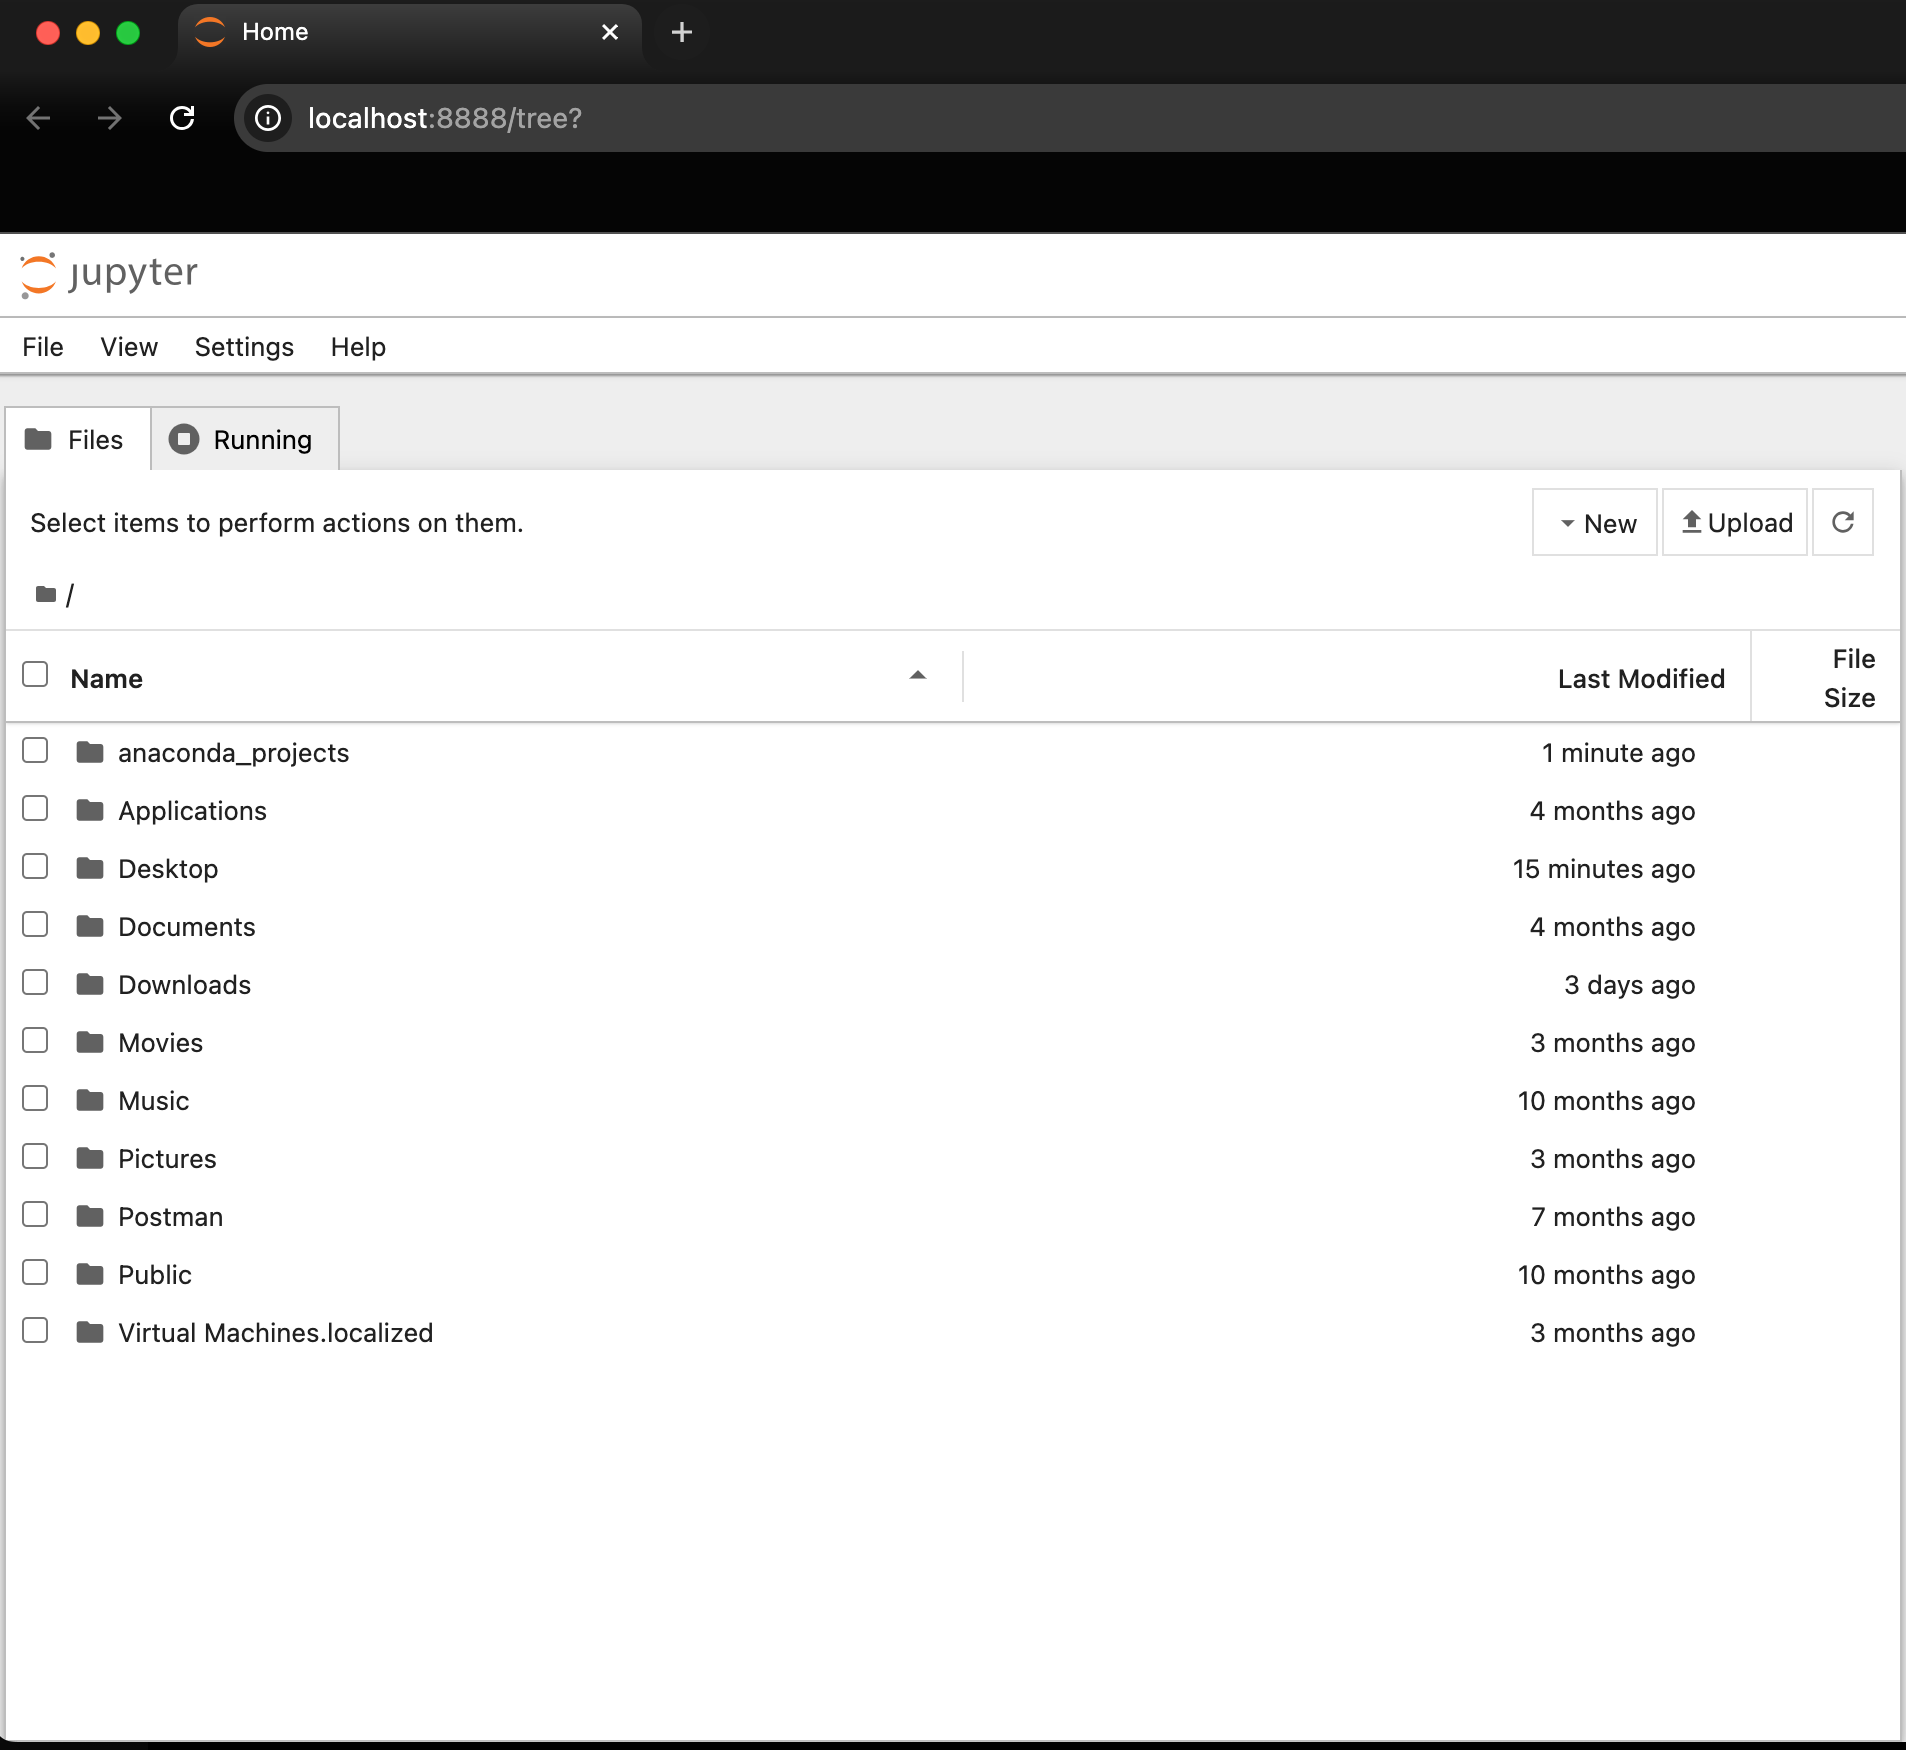 Home
localhost:8888/tree?
jupyter
File View Settings Help
Files Running
Select items to perform actions on them. New Upload
/
Name Last Modified File Size
anaconda_projects 1 minute ago
Applications 4 months ago
Desktop 15 minutes ago
Documents 4 months ago
Downloads 3 days ago
Movies 3 months ago
Music 10 months ago
Pictures 3 months ago
Postman 7 months ago
Public 10 months ago
Virtual Machines.localized 3 months ago